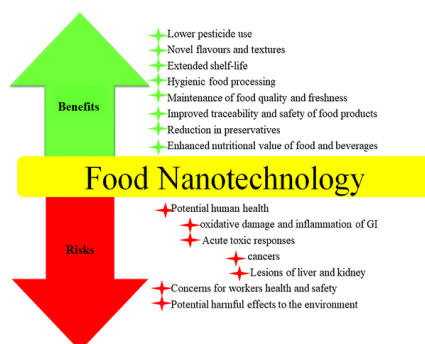 Lower pesticide use
Novel flavours and textures
Extended shelf-life
Hygienic food processing
Maintenance of food quality and freshness
Benefits
Improved traceability and safety of food products
Reduction in preservatives
Enhanced nutritional value of food and beverages
Food Nanotechnology
Potential human health
oxidative damage and inflammation of GI
Acute toxic responses
Risks
cancers
Lesions of liver and kidney
Concerns for workers health and safety
Potential harmful effects to the environment